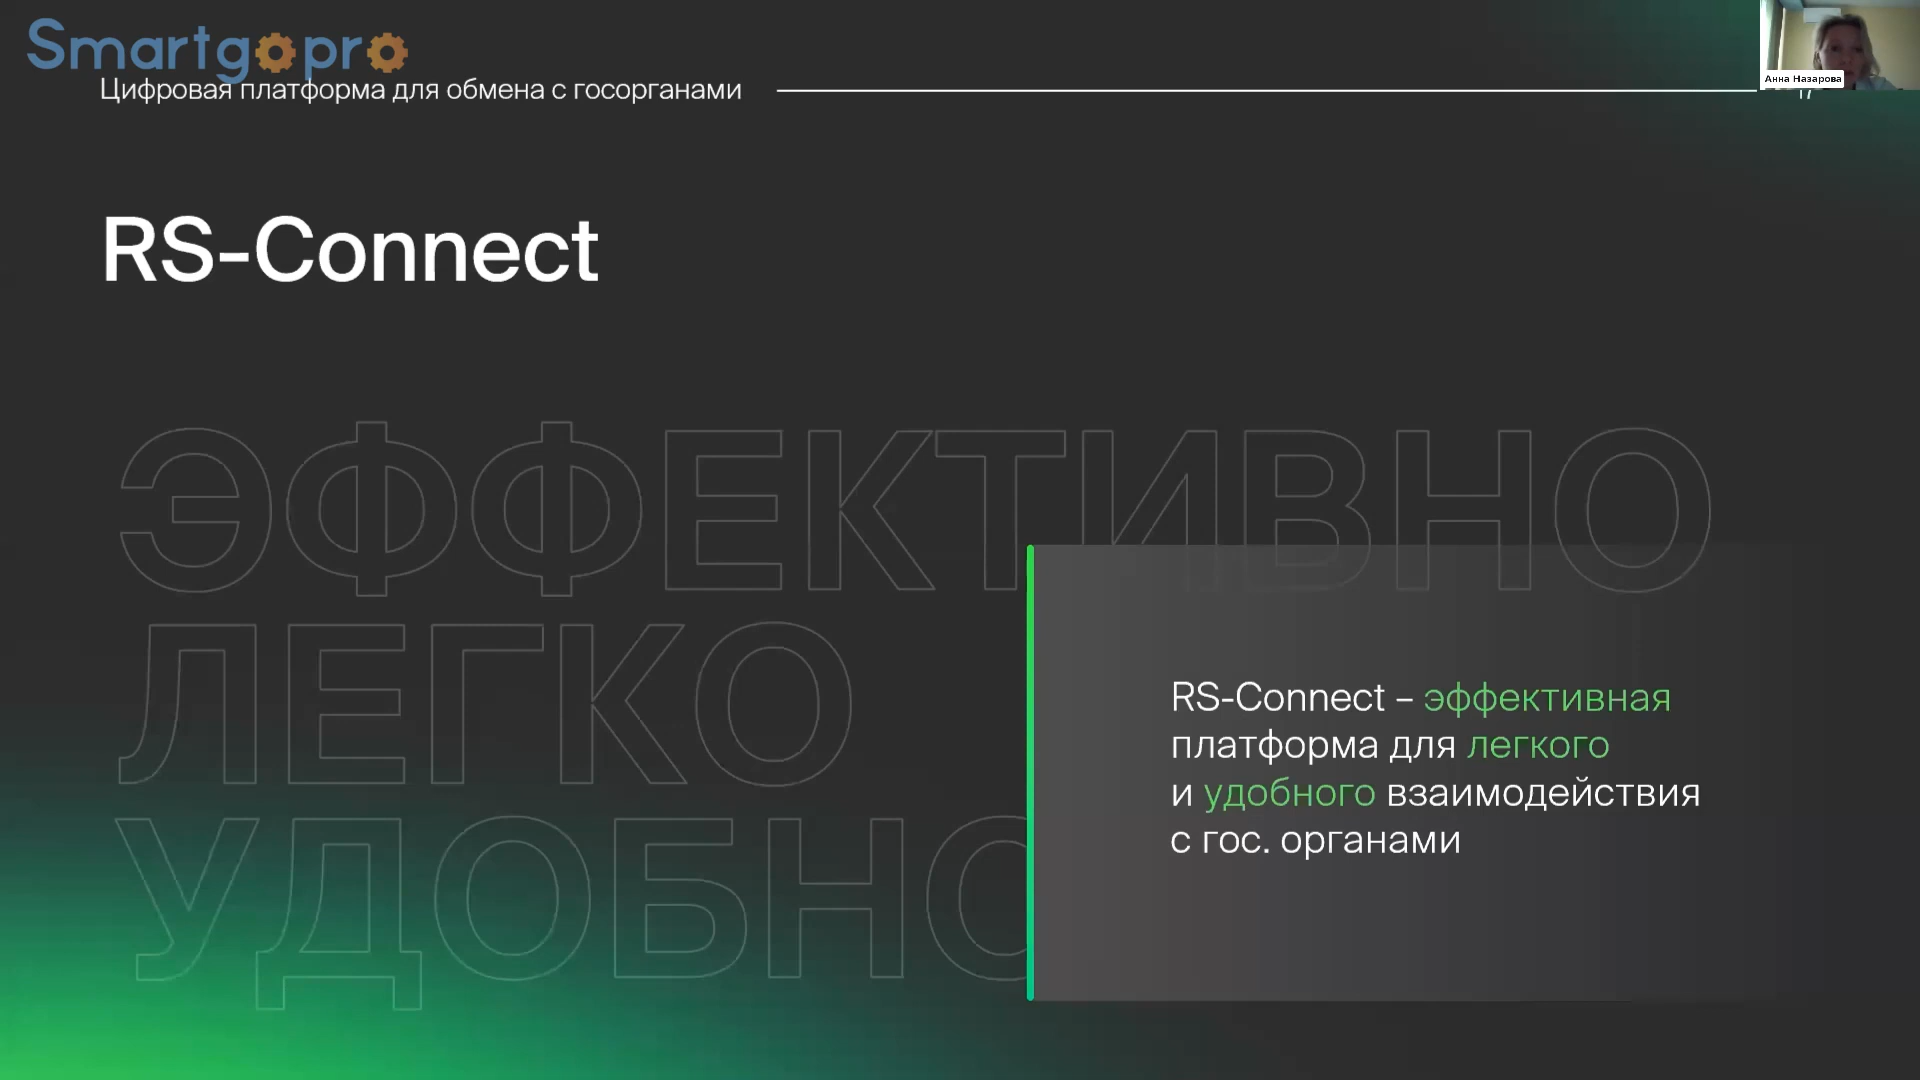 Smartgopro
Анна Назарова
Цифровая платформа для обмена с госорганами
17
RS-Connect
ЭФФЕКТИВНО
ЛЕГКО
УДОБНО
RS-Connect – эффективная
платформа для легкого
и удобного взаимодействия
с гос. органами